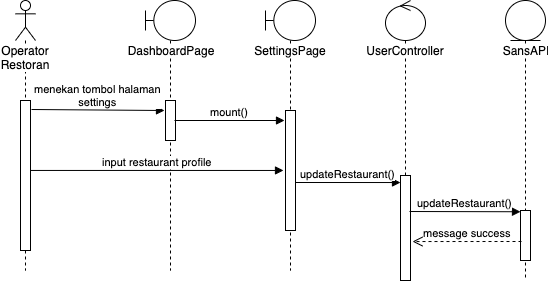 Operator
Restoran
DashboardPage
SettingsPage
UserController
SansAPI
menekan tombol halaman
settings
mount()
input restaurant profile
updateRestaurant()
updateRestaurant()
message success